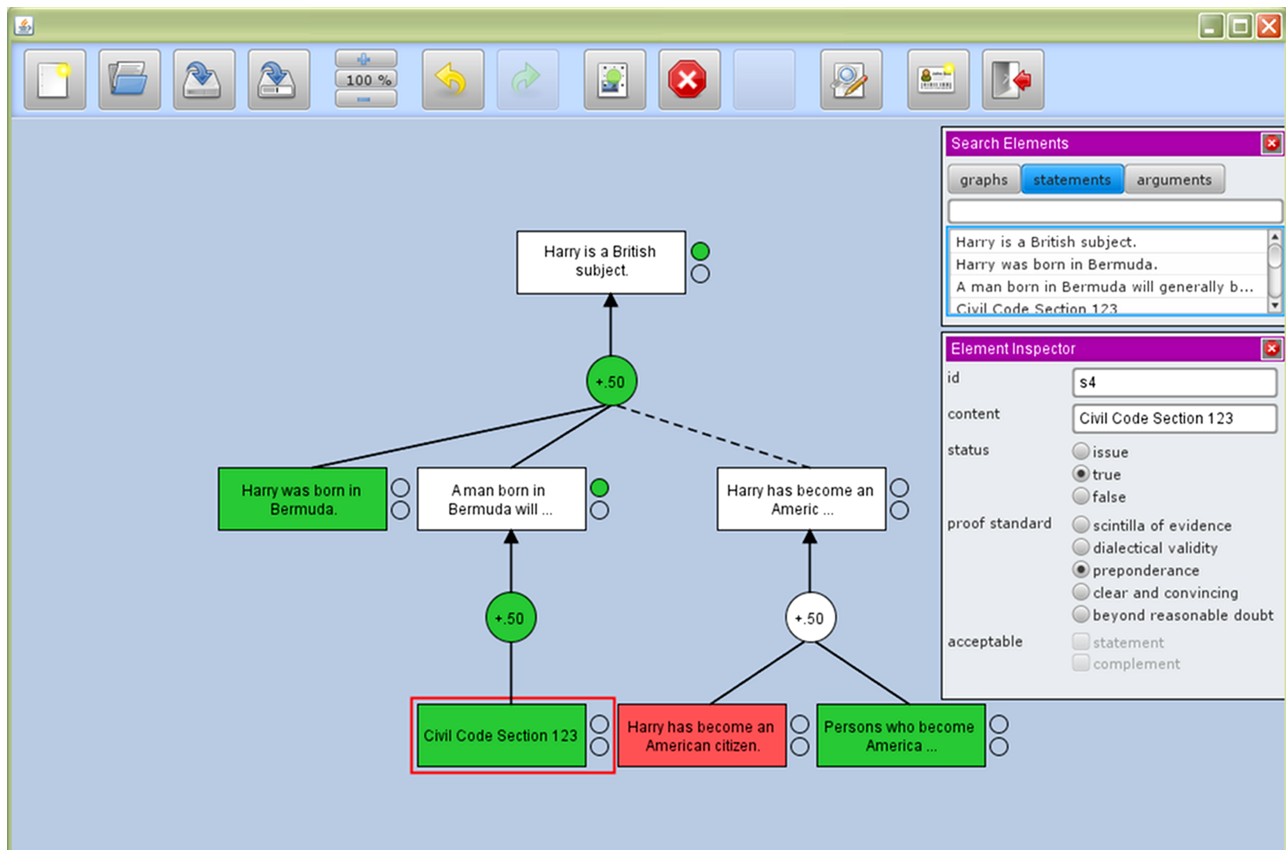 100 %
Search Elements
graphs statements arguments
Harry is a British subject.
Harry was born in Bermuda.
A man born in Bermuda will generally b...
Civil Code Section 123
Element Inspector
id s4
content Civil Code Section 123
status issue
true
false
proof standard scintilla of evidence
dialectical validity
preponderance
clear and convincing
beyond reasonable doubt
acceptable statement
complement
Harry is a British
subject.
+.50
Harry was born in
Bermuda.
A man born in
Bermuda will ...
Harry has become an
Americ ...
+.50
+.50
Civil Code Section 123
Harry has become an
American citizen.
Persons who become
America ...